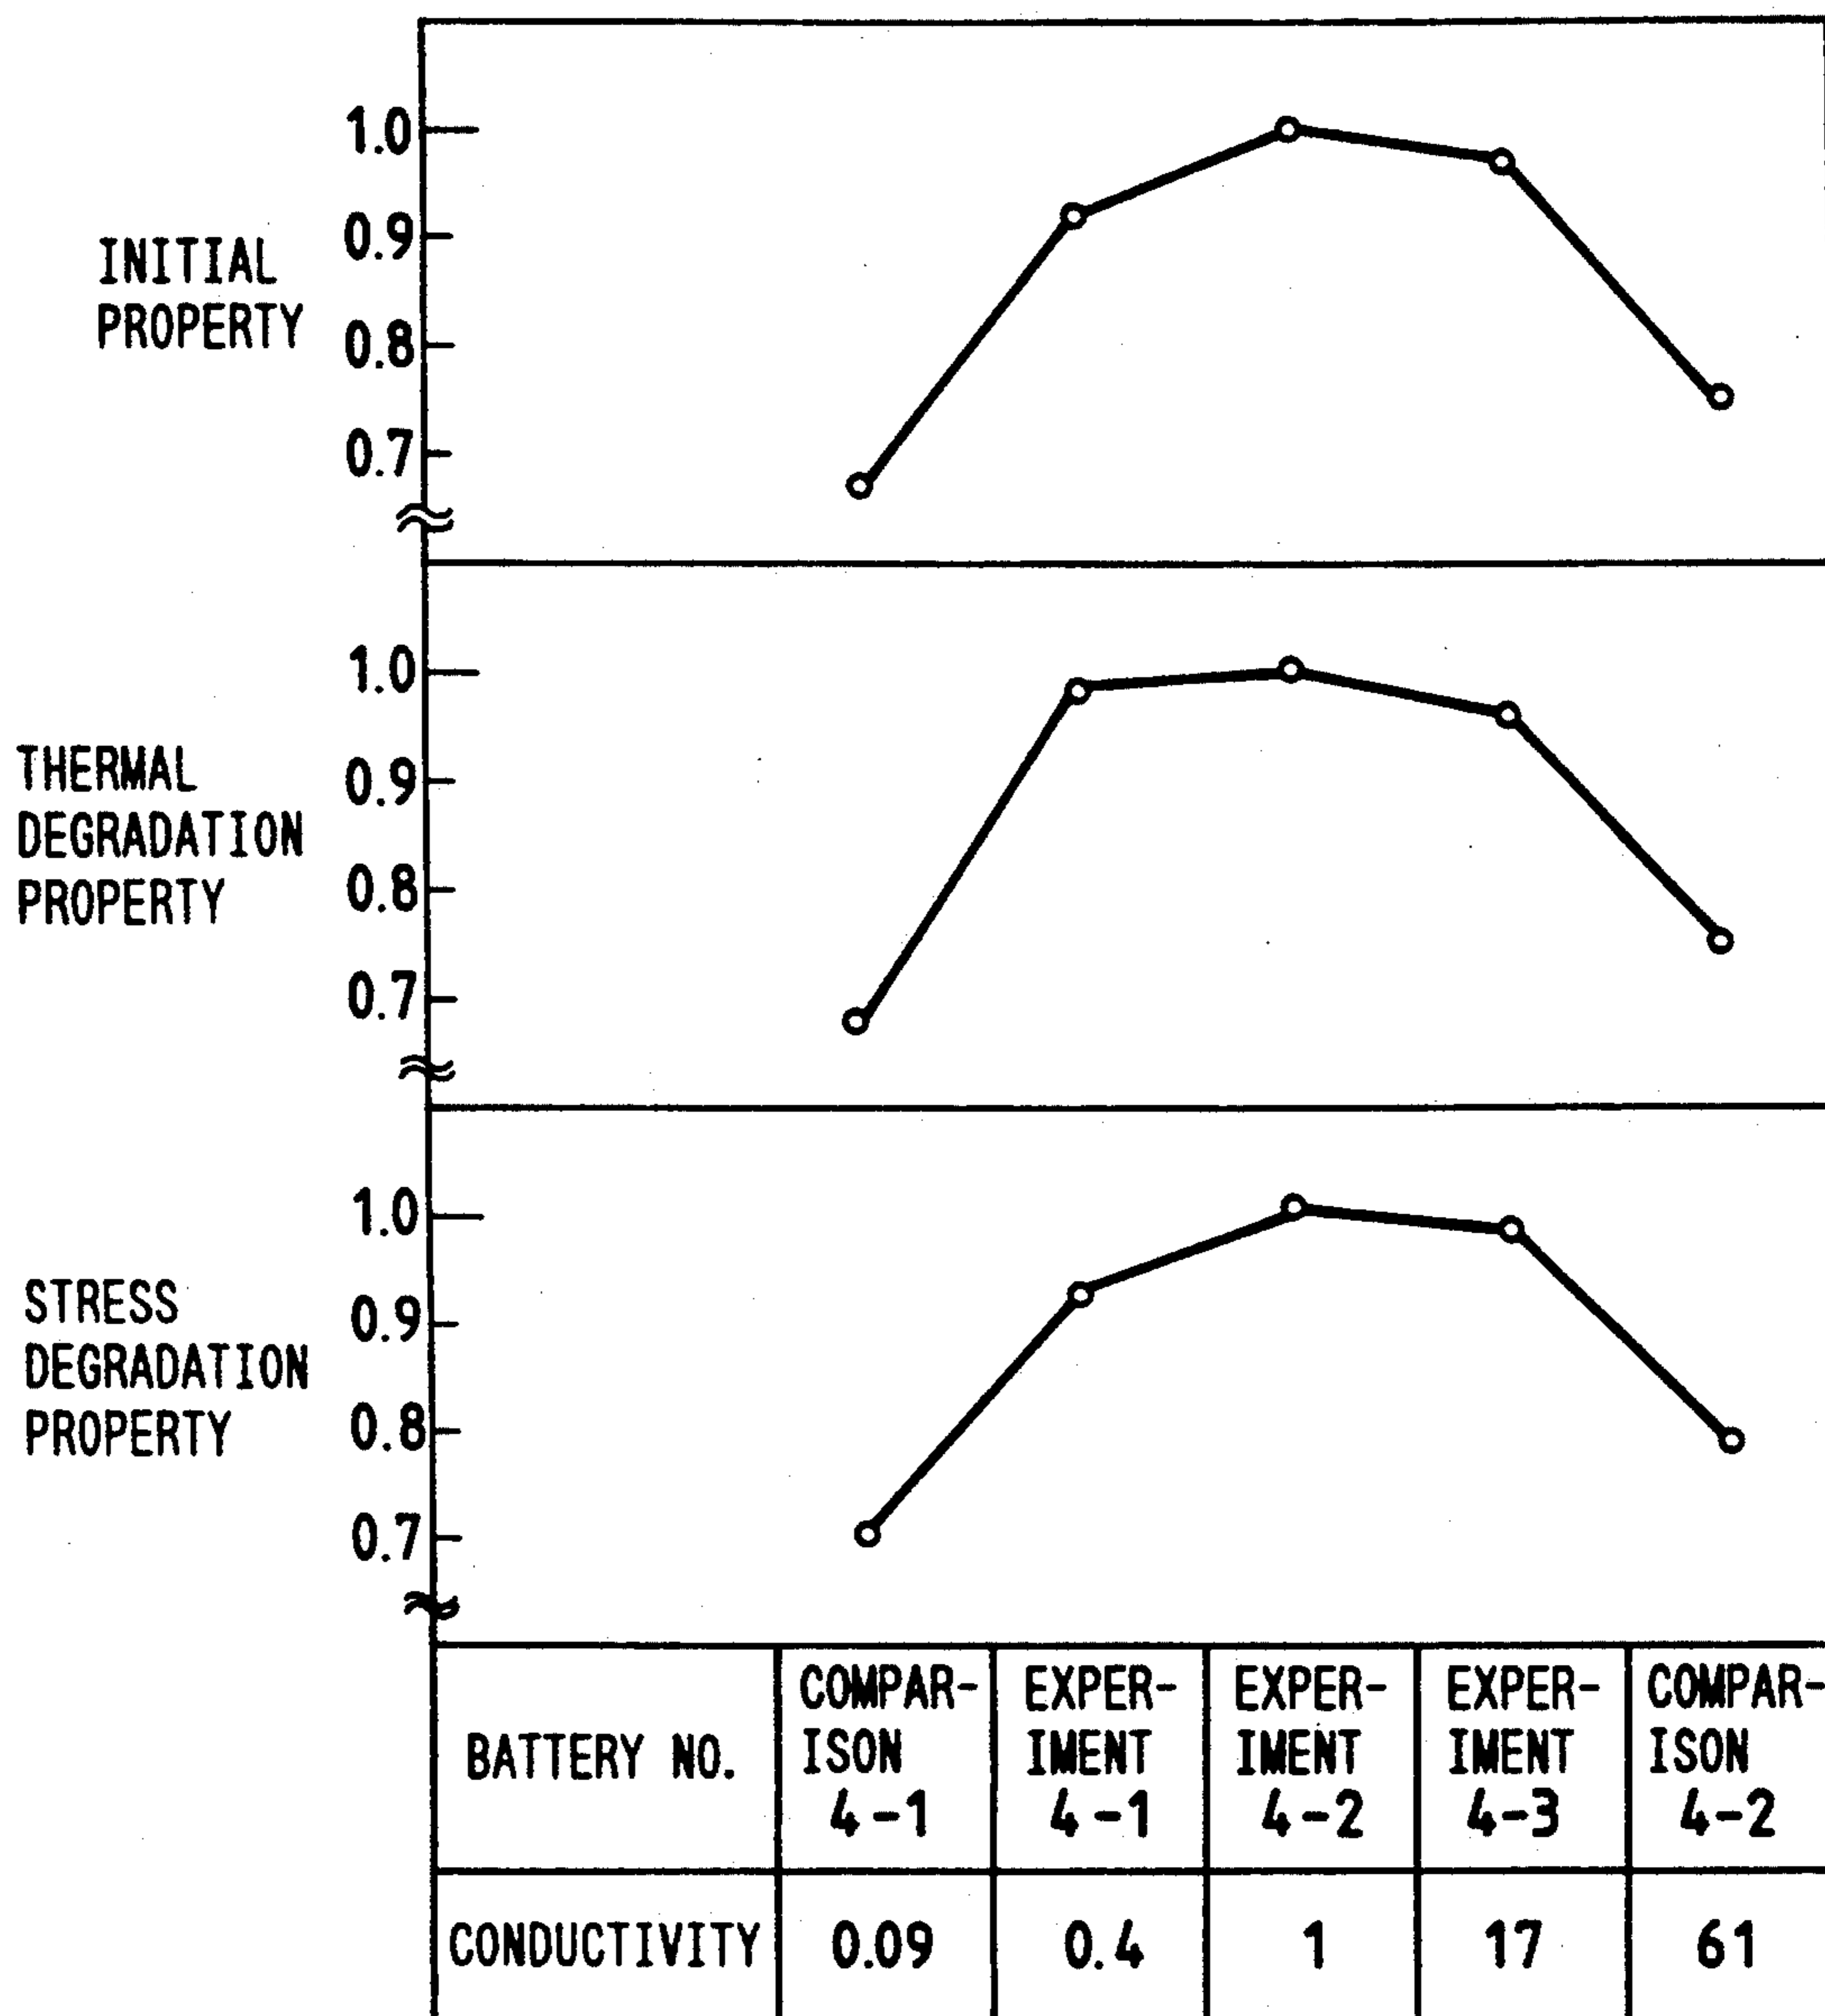 1.0
0.9
INITIAL
PROPERTY
0.8
0.7
1.0
THERMAL
DEGRADATION
PROPERTY
0.9
0.8
0.7
1.0
STRESS
DEGRADATION
PROPERTY
0.9
0.8
0.7
BATTERY NO.
COMPAR-
ISON
4-1
EXPER-
IMENT
4-1
EXPER-
IMENT
4-2
EXPER-
IMENT
4-3
COMPAR-
ISON
4-2
CONDUCTIVITY 0.09 0.4 1 17 61